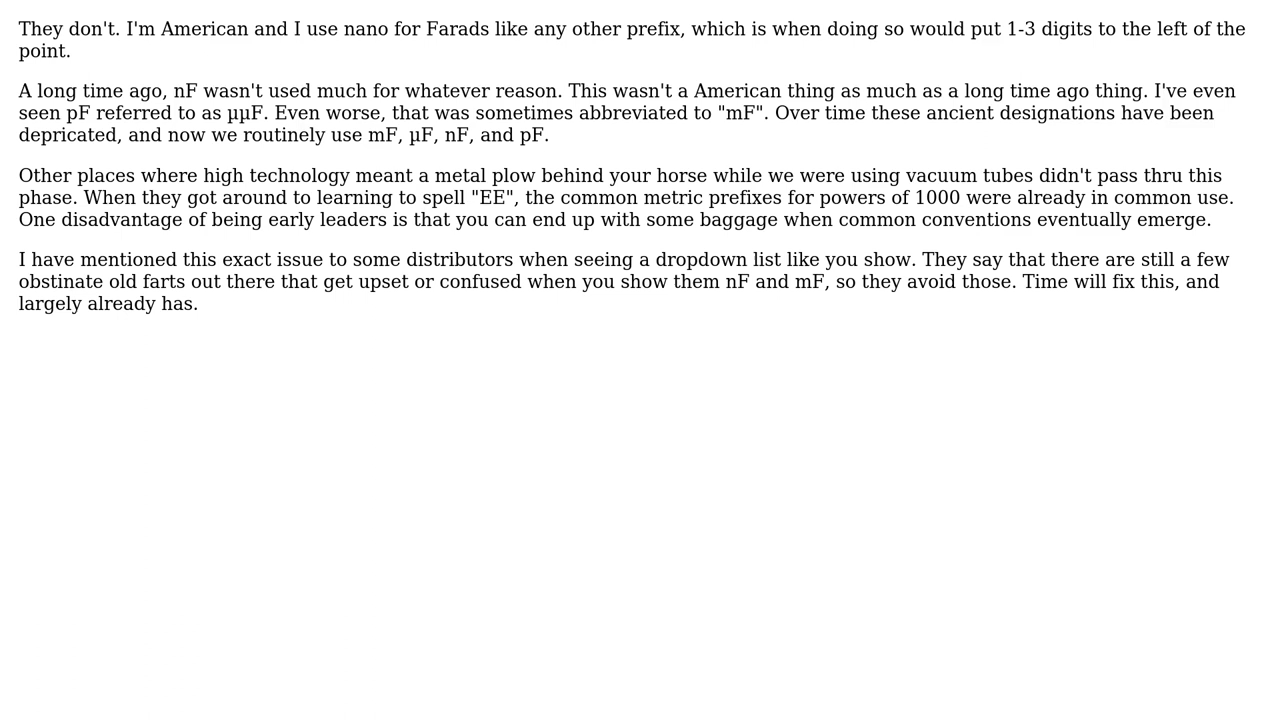 They don't. I'm American and I use nano for Farads like any other prefix, which is when doing so would put 1-3 digits to the left of the
point.
A long time ago, nF wasn't used much for whatever reason. This wasn't a American thing as much as a long time ago thing. I've even
seen pF referred to as µµF. Even worse, that was sometimes abbreviated to "mF". Over time these ancient designations have been
depricated, and now we routinely use mF, µF, nF, and pF.
Other places where high technology meant a metal plow behind your horse while we were using vacuum tubes didn't pass thru this
phase. When they got around to learning to spell "EE", the common metric prefixes for powers of 1000 were already in common use.
One disadvantage of being early leaders is that you can end up with some baggage when common conventions eventually emerge.
I have mentioned this exact issue to some distributors when seeing a dropdown list like you show. They say that there are still a few
obstinate old farts out there that get upset or confused when you show them nF and mF, so they avoid those. Time will fix this, and
largely already has.